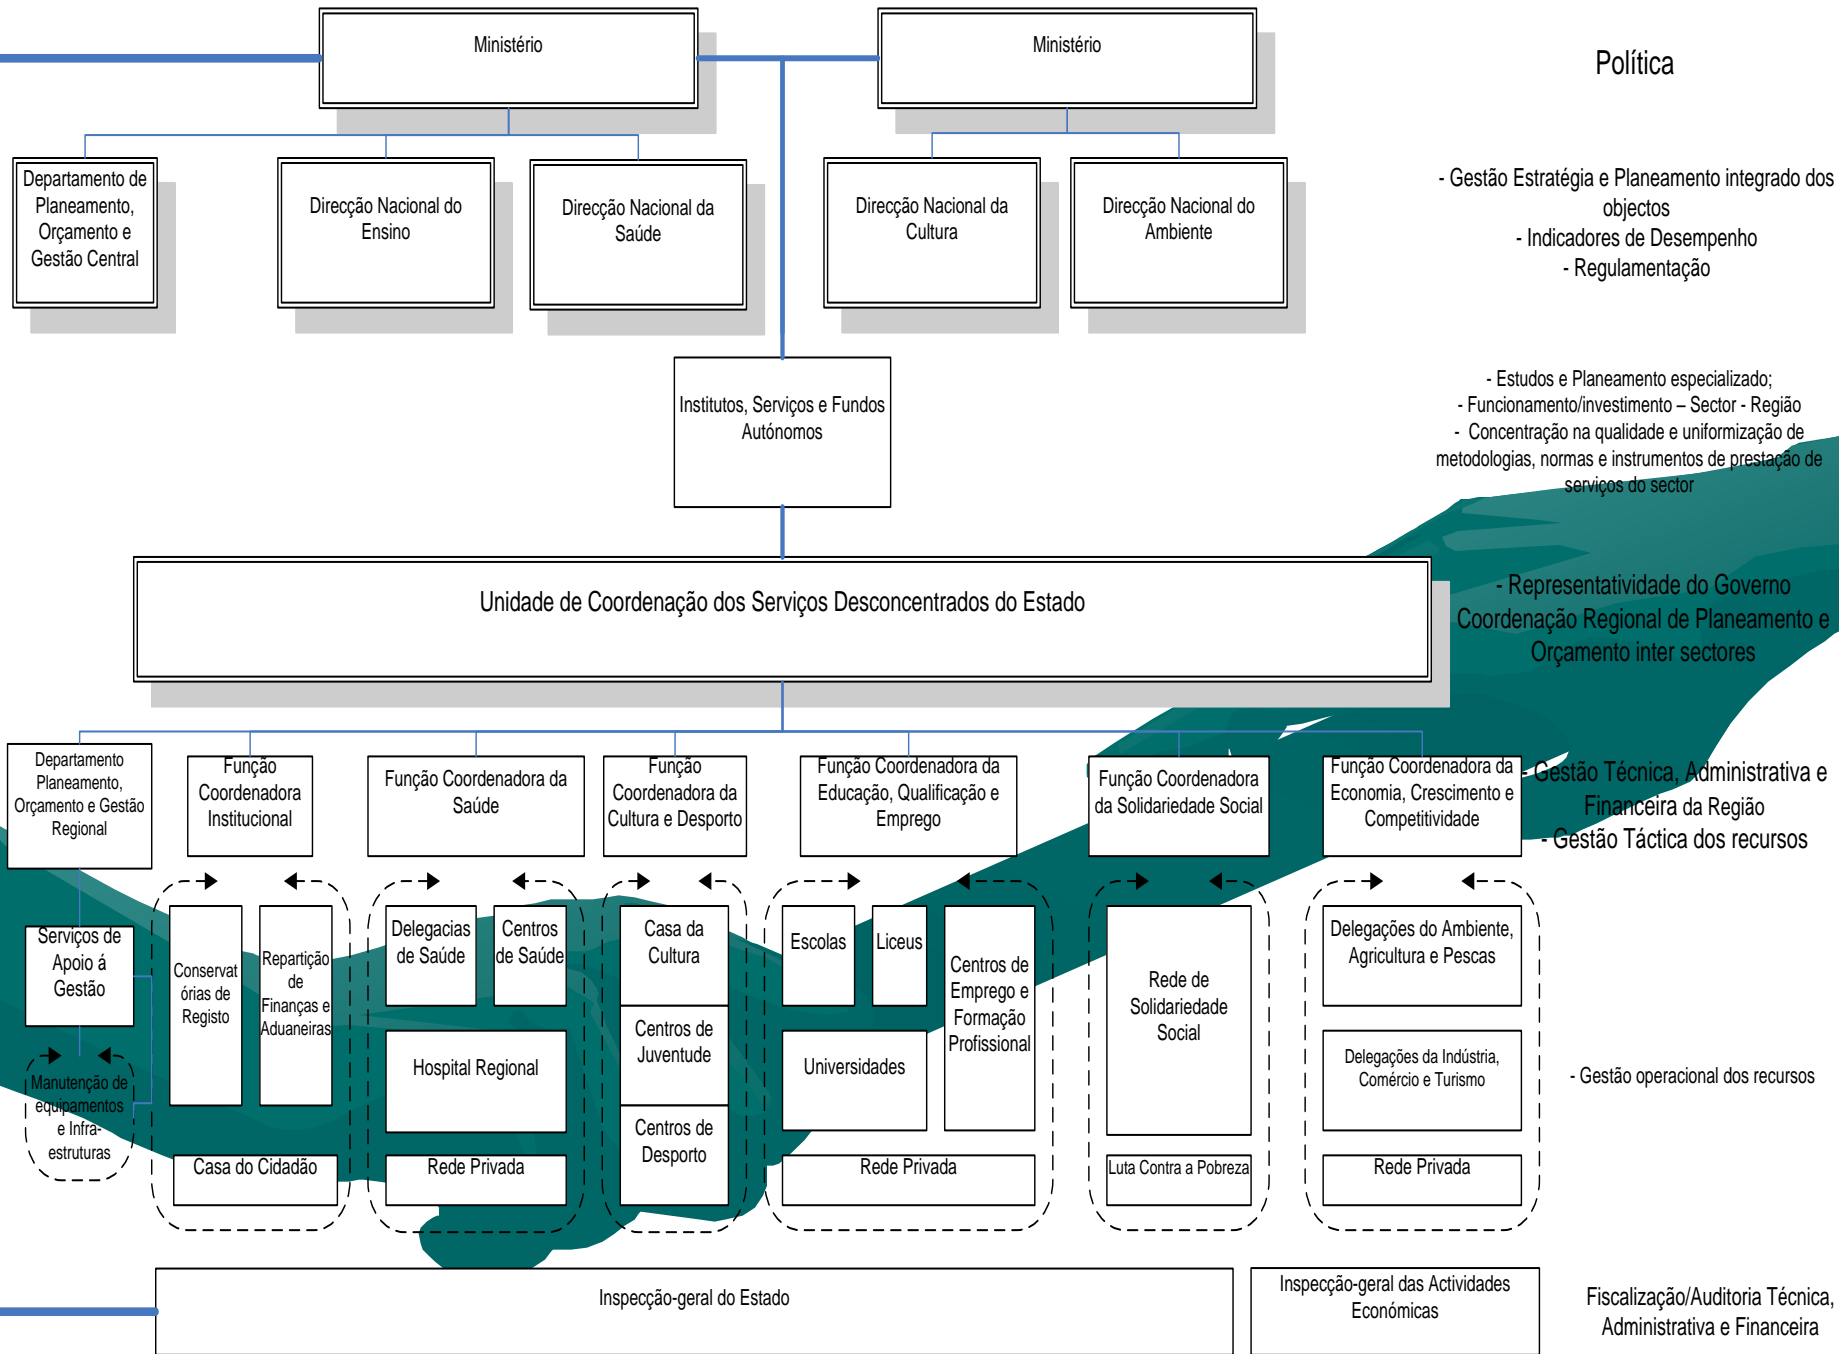 Ministério
Ministério
Política
Departamento de
Planeamento,
Orçamento e
Gestão Central
Direcção Nacional do
Ensino
Direcção Nacional da
Saúde
Direcção Nacional da
Cultura
Direcção Nacional do
Ambiente
- Gestão Estratégia e Planeamento integrado dos
objectos
- Indicadores de Desempenho
- Regulamentação
Institutos, Serviços e Fundos
Autónomos
- Estudos e Planeamento especializado;
- Funcionamento/investimento – Sector - Região
- Concentração na qualidade e uniformização de
metodologias, normas e instrumentos de prestação de
serviços do sector
Unidade de Coordenação dos Serviços Desconcentrados do Estado
- Representatividade do Governo
Coordenação Regional de Planeamento e
Orçamento inter sectores
Departamento
Planeamento,
Orçamento e Gestão
Regional
Função
Coordenadora
Institucional
Função Coordenadora da
Saúde
Função
Coordenadora da
Cultura e Desporto
Função Coordenadora da
Educação, Qualificação e
Emprego
Função Coordenadora
da Solidariedade Social
Função Coordenadora da
Economia, Crescimento e
Competitividade
- Gestão Técnica, Administrativa e
Financeira da Região
- Gestão Táctica dos recursos
Serviços de
Apoio á
Gestão
Manutenção de
equipamentos
e Infra-
estruturas
Conservat
órias de
Registo
Repartição
de
Finanças e
Aduaneiras
Casa do Cidadão
Delegacias
de Saúde
Centros
de Saúde
Hospital Regional
Rede Privada
Casa da
Cultura
Centros de
Juventude
Centros de
Desporto
Escolas
Liceus
Centros de
Emprego e
Formação
Profissional
Universidades
Rede Privada
Rede de
Solidariedade
Social
Luta Contra a Pobreza
Delegações do Ambiente,
Agricultura e Pescas
Delegações da Indústria,
Comércio e Turismo
Rede Privada
- Gestão operacional dos recursos
Inspecção-geral do Estado
Inspecção-geral das Actividades
Económicas
Fiscalização/Auditoria Técnica,
Administrativa e Financeira